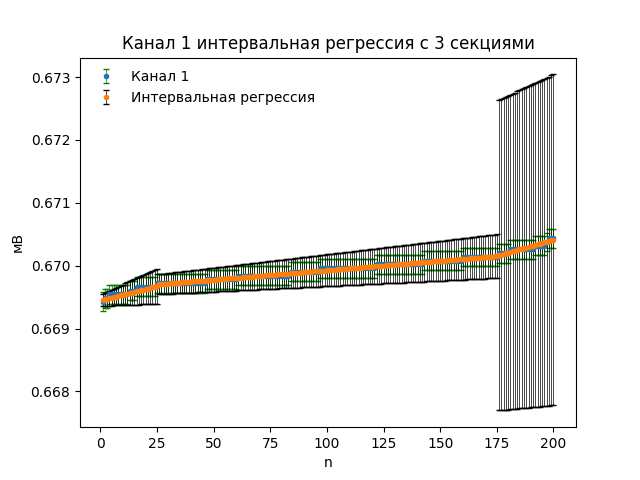 Канал 1 интервальная регрессия с 3 секциями
Канал 1
Интервальная регрессия
0.673
0.672
0.671
0.670
0.669
0.668
мВ
0 25 50 75 100 125 150 175 200
n